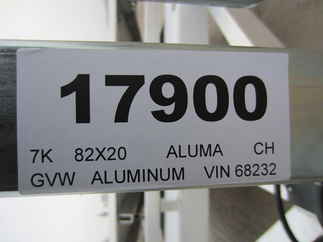 17900
7K 82X20 ALUMA CH
GVW ALUMINUM VIN 68232